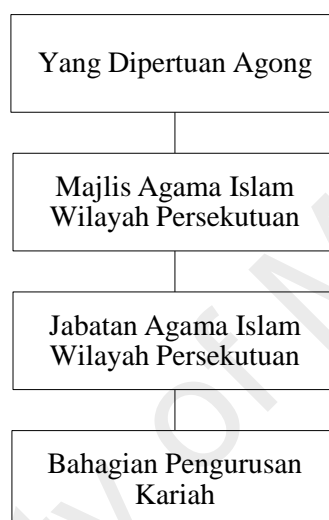 Yang Dipertuan Agong
Majlis Agama Islam
Wilayah Persekutuan
Jabatan Agama Islam
Wilayah Persekutuan
Bahagian Pengurusan
Kariah